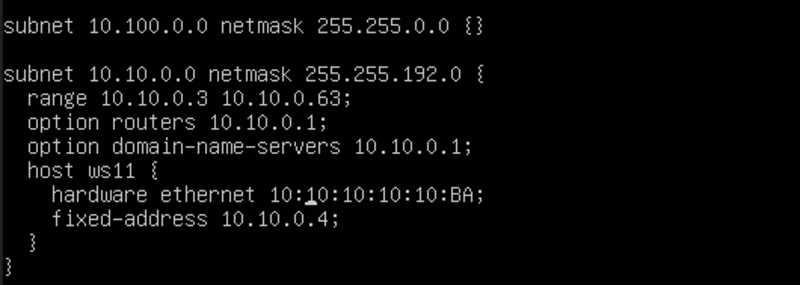 subnet 10.100.0.0 netmask 255.255.0.0 {}
subnet 10.10.0.0 netmask 255.255.192.0 {
range 10.10.0.3 10.10.0.63;
option routers 10.10.0.1;
option domain-name-servers 10.10.0.1;
host ws11 {
hardware ethernet 10:10:10:10:10:BA;
fixed-address 10.10.0.4;
}
}